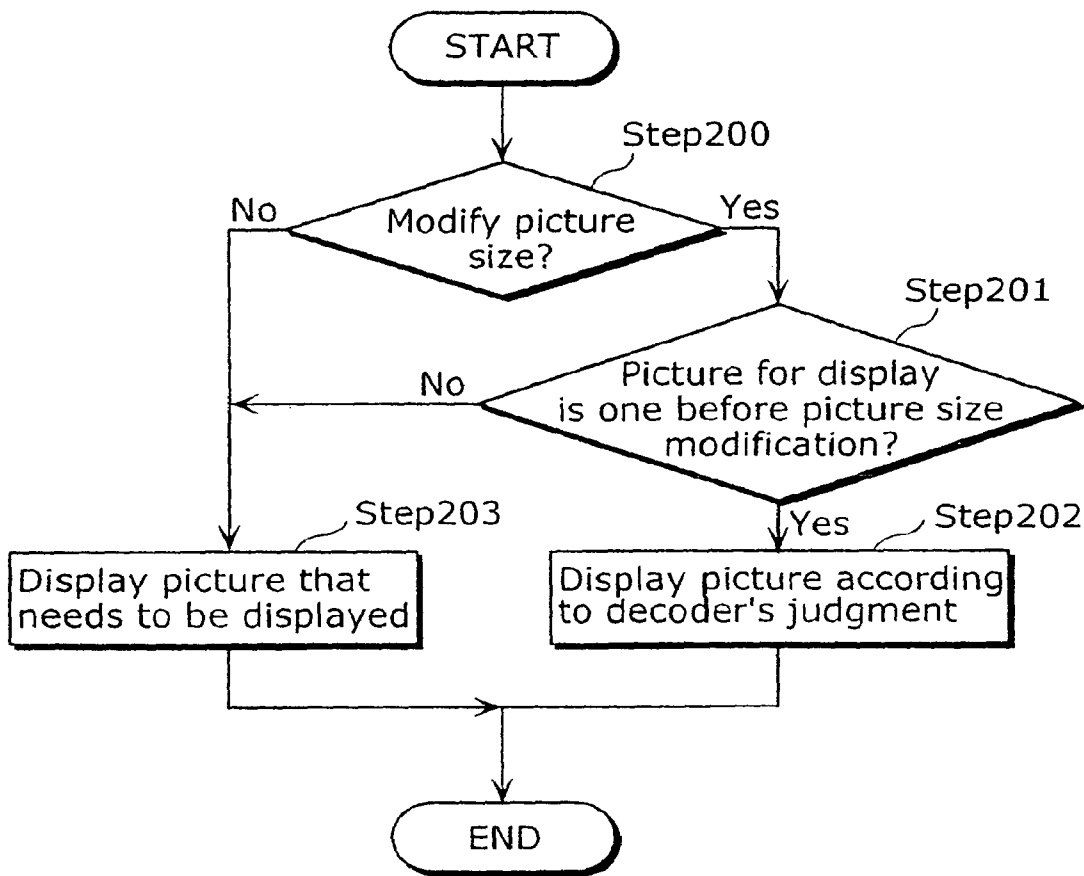 START
Step200
No
Yes
Modify picture
size?
Step201
No
Picture for display
is one before picture size
modification?
Yes
Step203
Step202
Display picture that
needs to be displayed
Display picture according
to decoder's judgment
END